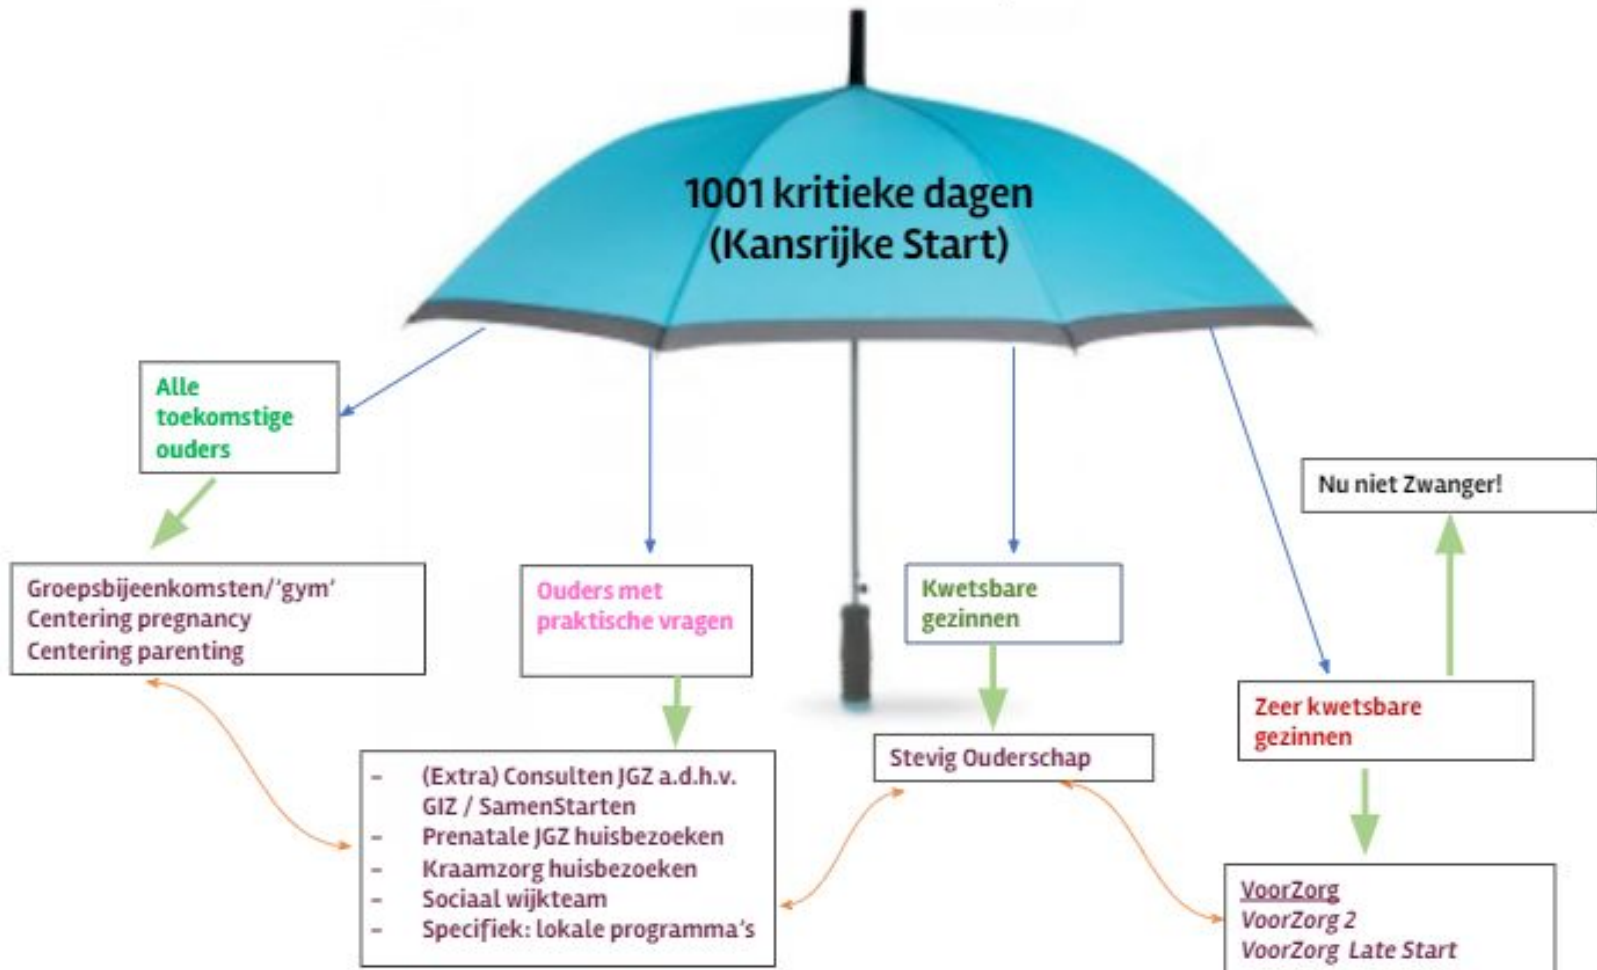 1001 kritieke dagen
(Kansrijke Start)
Alle
toekomstige
ouders
Groepsbijeenkomsten/'gym'
Centering pregnancy
Centering parenting
Ouders met
praktische vragen
- (Extra) Consulten JGZ a.d.h.v.
GIZ / SamenStarten
- Prenatale JGZ huisbezoeken
- Kraamzorg huisbezoeken
- Sociaal wijkteam
- Specifiek: lokale programma's
Kwetsbare
gezinnen
Stevig Ouderschap
Nu niet Zwanger!
Zeer kwetsbare
gezinnen
VoorZorg
VoorZorg 2
VoorZorg Late Start